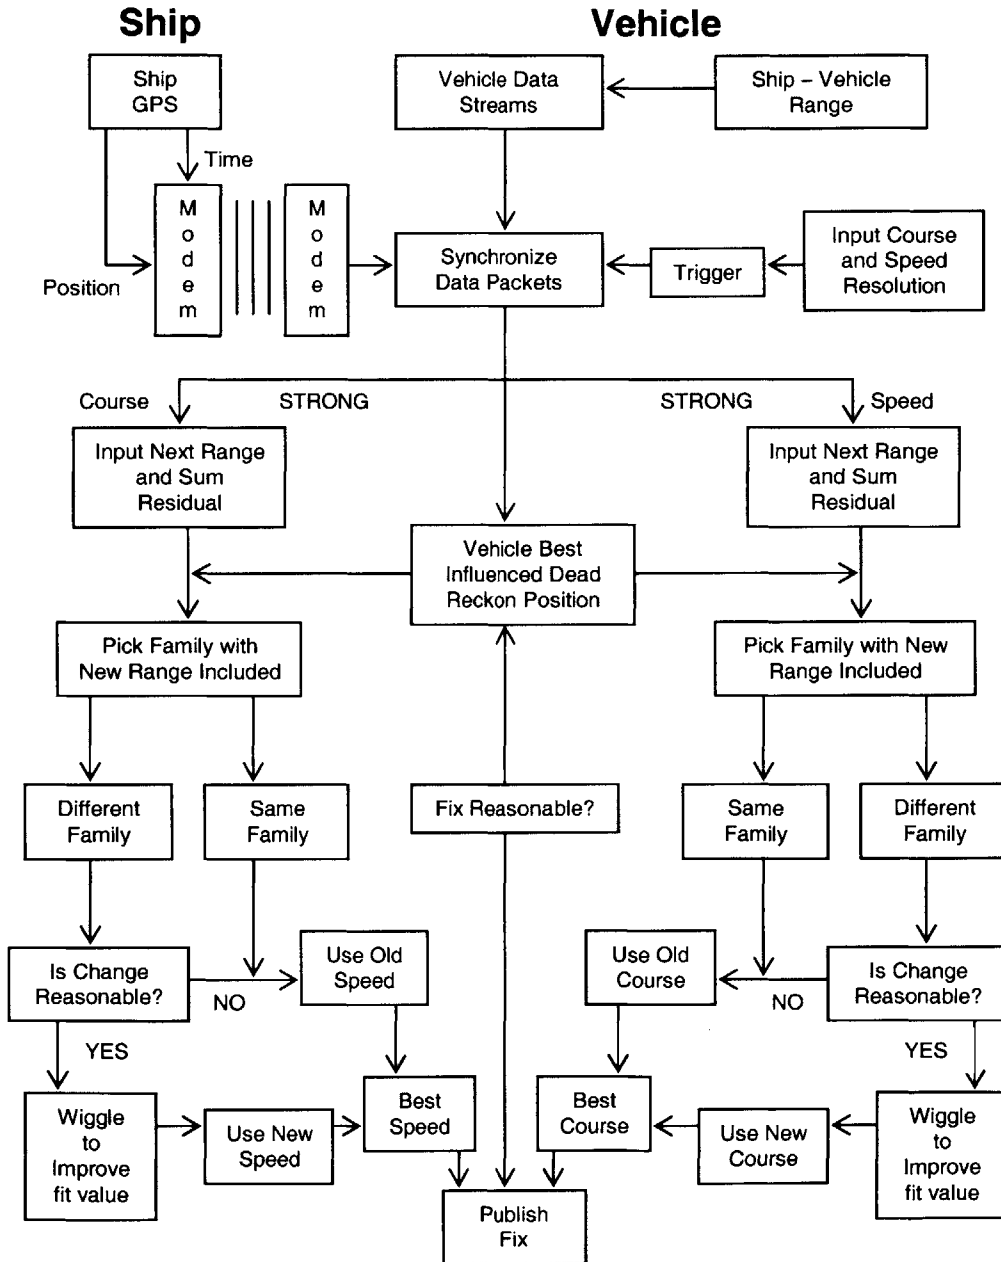 Ship
Vehicle
Ship
GPS
Vehicle Data
Streams
Ship – Vehicle
Range
Time
M
o
d
e
m
M
o
d
e
m
Position
Synchronize
Data Packets
Trigger
Input Course
and Speed
Resolution
Course
STRONG
STRONG
Speed
Input Next Range
and Sum
Residual
Input Next Range
and Sum
Residual
Vehicle Best
Influenced Dead
Reckon Position
Pick Family with
New Range Included
Pick Family with New
Range Included
Different
Family
Same
Family
Fix Reasonable?
Same
Family
Different
Family
Is Change
Reasonable?
NO
Use Old
Speed
Use Old
Course
NO
Is Change
Reasonable?
YES
YES
Wiggle
to
Improve
fit value
Use New
Speed
Best
Speed
Best
Course
Use New
Course
Wiggle
to
Improve
fit value
Publish
Fix